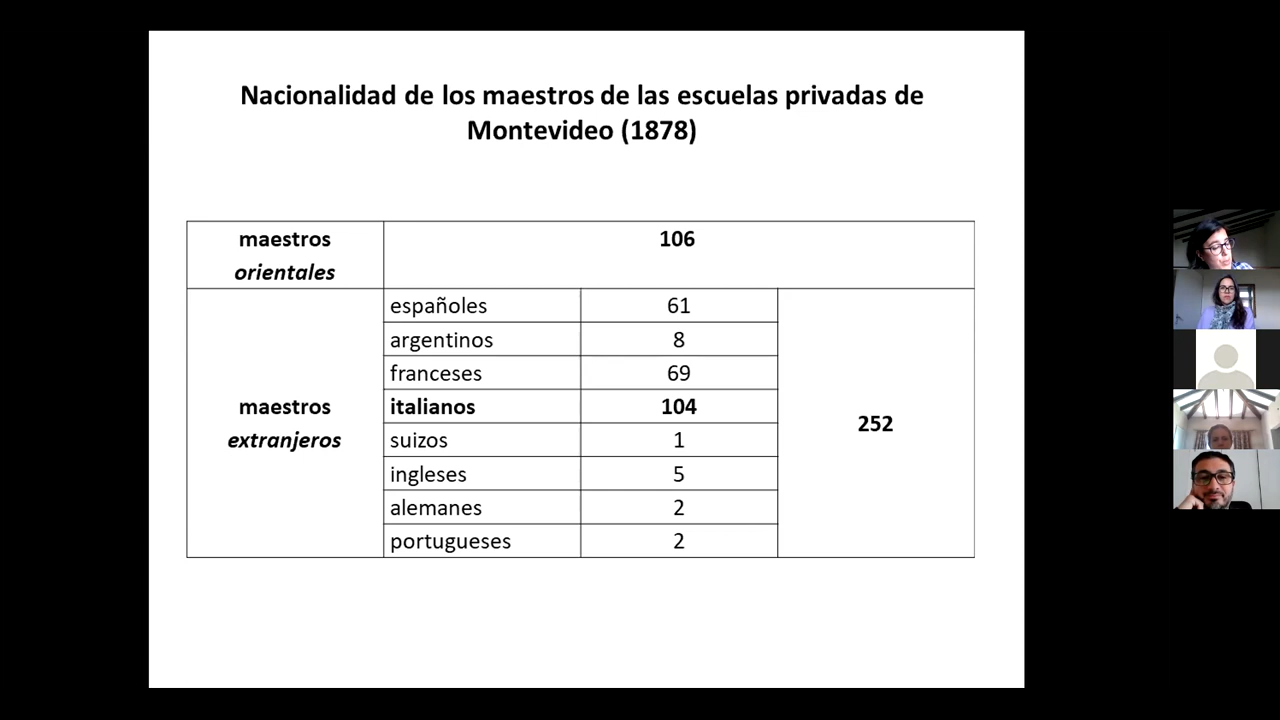 Nacionalidad de los maestros de las escuelas privadas de
Montevideo (1878)
maestros
orientales
106
maestros
extranjeros
españoles 61
argentinos 8
franceses 69
italianos 104
suizos 1
ingleses 5
alemanes 2
portugueses 2
252